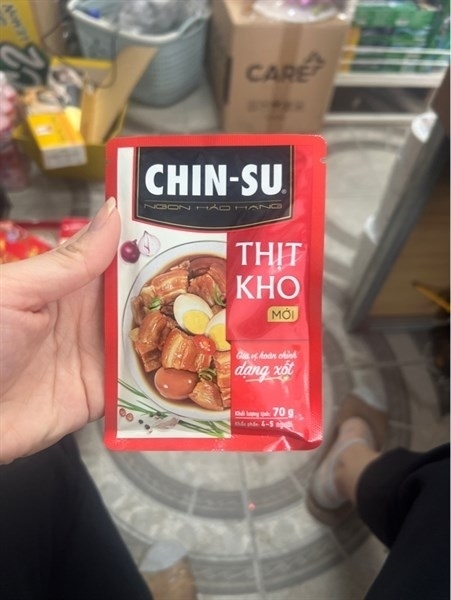 CARE+
CHIN-SU
NGON HẢO HẠNG
THỊT
KHO
MỚI
Gia vị hoàn chỉnh
dạng xốt
Khối lượng tịnh: 70 g
Khẩu phần: 4-5 người